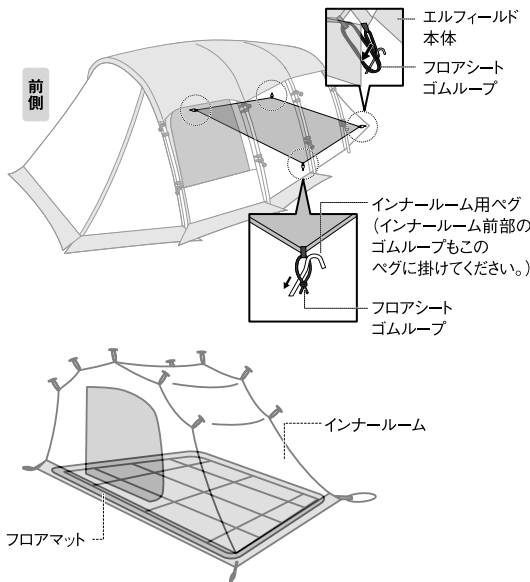 エルフィールド
本体
フロアシート
ゴムループ
前側
インナールーム用ペグ
（インナールーム前部の
ゴムループもこの
ペグに掛けてください。）
フロアシート
ゴムループ
インナールーム
フロアマット